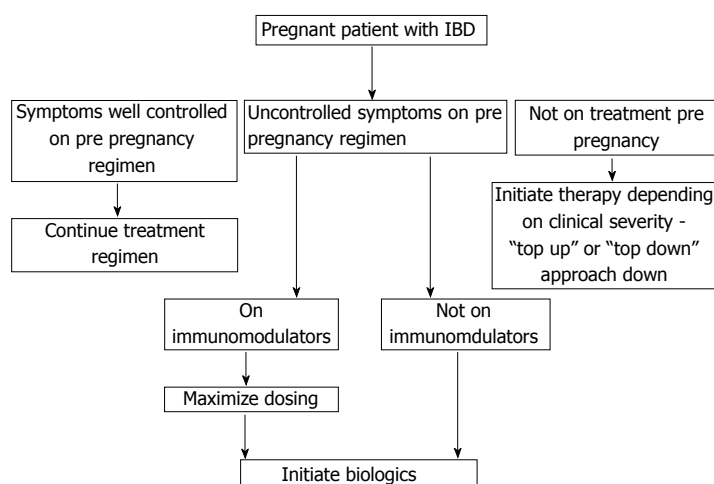 Pregnant patient with IBD
Symptoms well controlled
on pre pregnancy
regimen
Uncontrolled symptoms on pre
pregnancy regimen
Not on treatment pre
pregnancy
Continue treatment
regimen
Initiate therapy depending
on clinical severity -
“top up” or “top down”
approach down
On
immunomodulators
Not on
immunomdulators
Maximize dosing
Initiate biologics